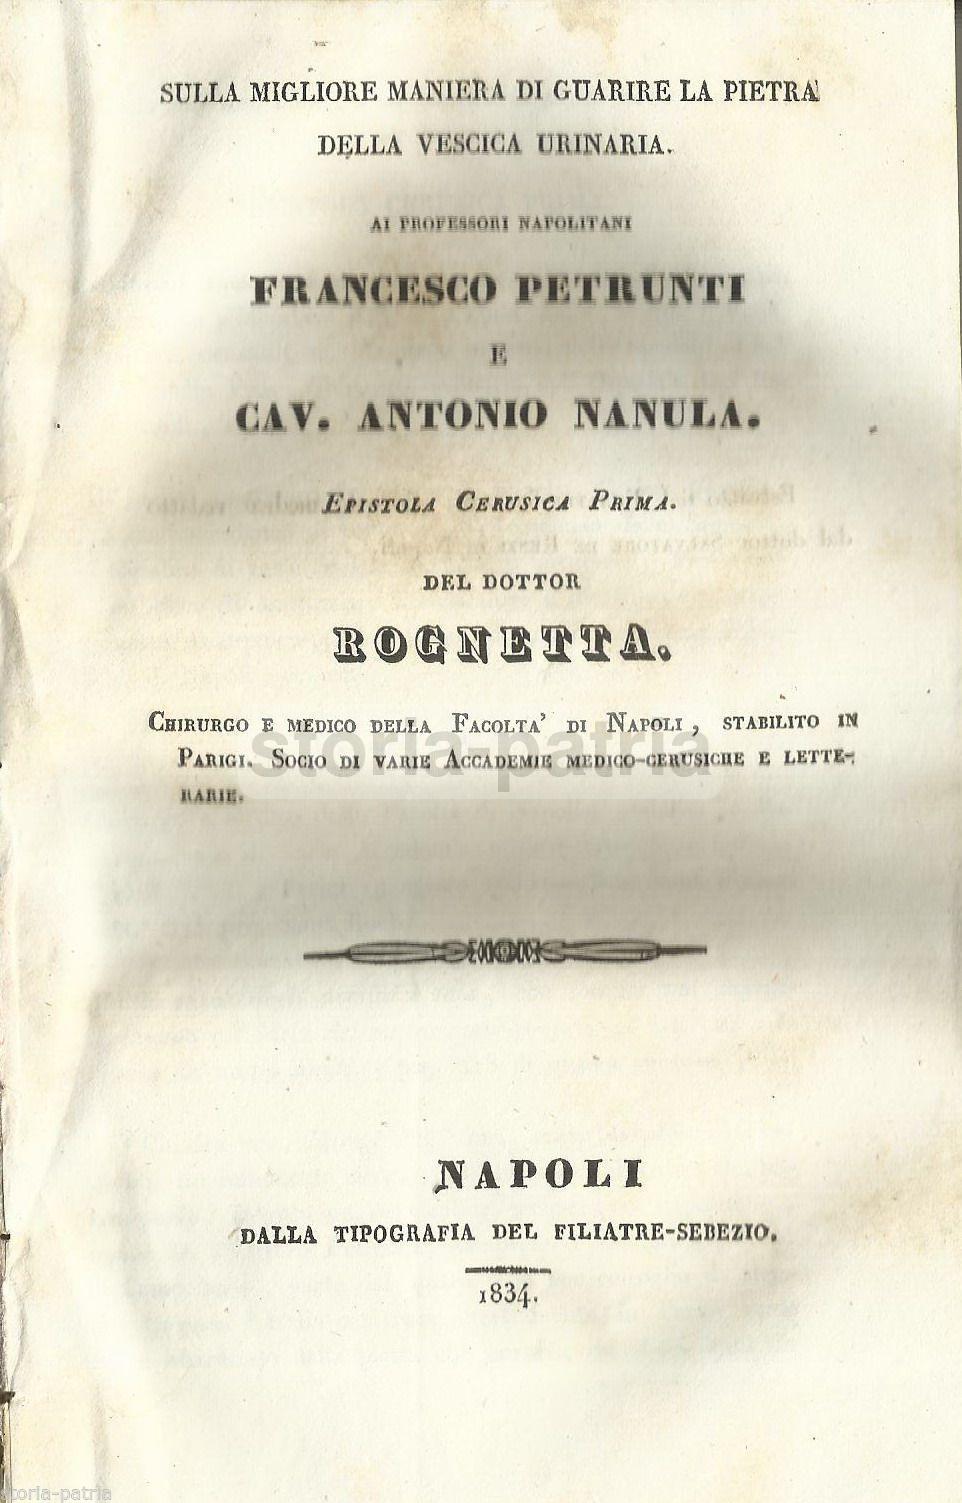 SULLA MIGLIORE MANIERA DI GUARIRE LA PIETRA
DELLA VESCICA URINARIA.
AI PROFESSORI NAPOLITANI
FRANCESCO PETRUNTI
E
CAV. ANTONIO NANULA.
EPISTOLA CERUSICA PRIMA.
DEL DOTTOR
ROGNETTA.
CHIRURGO E MEDICO DELLA FACOLTA' DI NAPOLI, STABILITO IN
PARIGI. SOCIO DI VARIE ACCADEMIE MEDICO-CERUSICHE E LETTE-
RARIE.
storia-patria
NAPOLI
DALLA TIPOGRAFIA DEL FILIATRE-SEBEZIO.
1834.
storia-patria